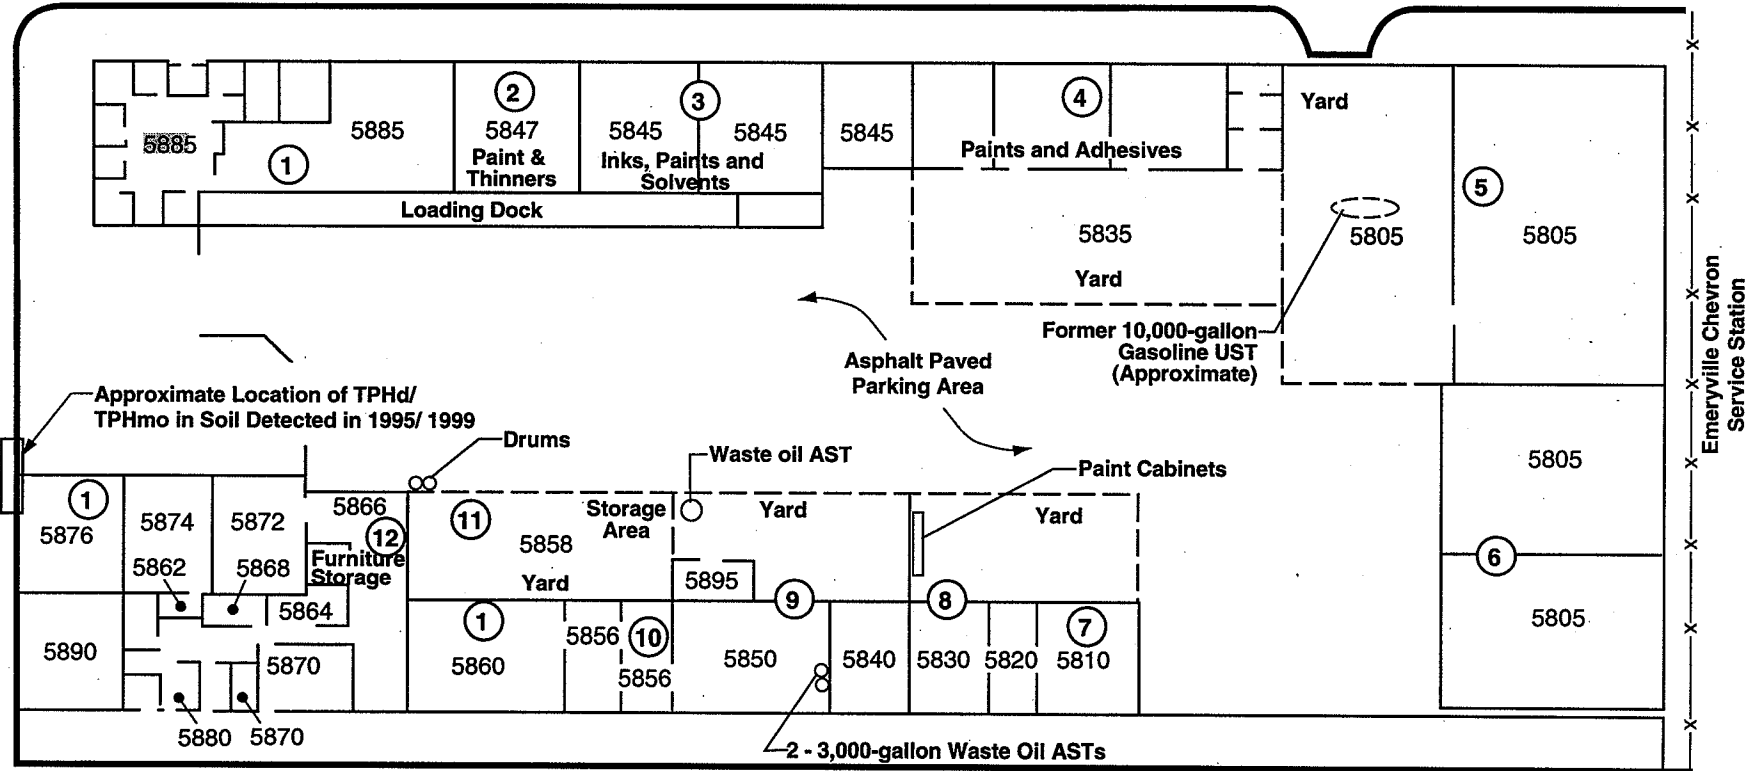 Yard
2
3
4
5885
5885
5847
5845
5845
5845
1
Paint &
Thinners
Inks, Paints and
Solvents
Paints and Adhesives
5
Loading Dock
5835
Yard
5805
5805
Former 10,000-gallon
Gasoline UST
(Approximate)
Asphalt Paved
Parking Area
Emeryville Chevron
Service Station
Approximate Location of TPHd/
TPHmo in Soil Detected in 1995/ 1999
Drums
Waste oil AST
Paint Cabinets
5805
1
5876
5874
5872
5866
12
Furniture
Storage
11
Storage
Area
5858
Yard
Yard
Yard
5862
5868
5864
5895
9
8
6
5890
5870
1
5860
5856
10
5856
5850
5840
5830
5820
7
5810
5805
5880
5870
2 - 3,000-gallon Waste Oil ASTs